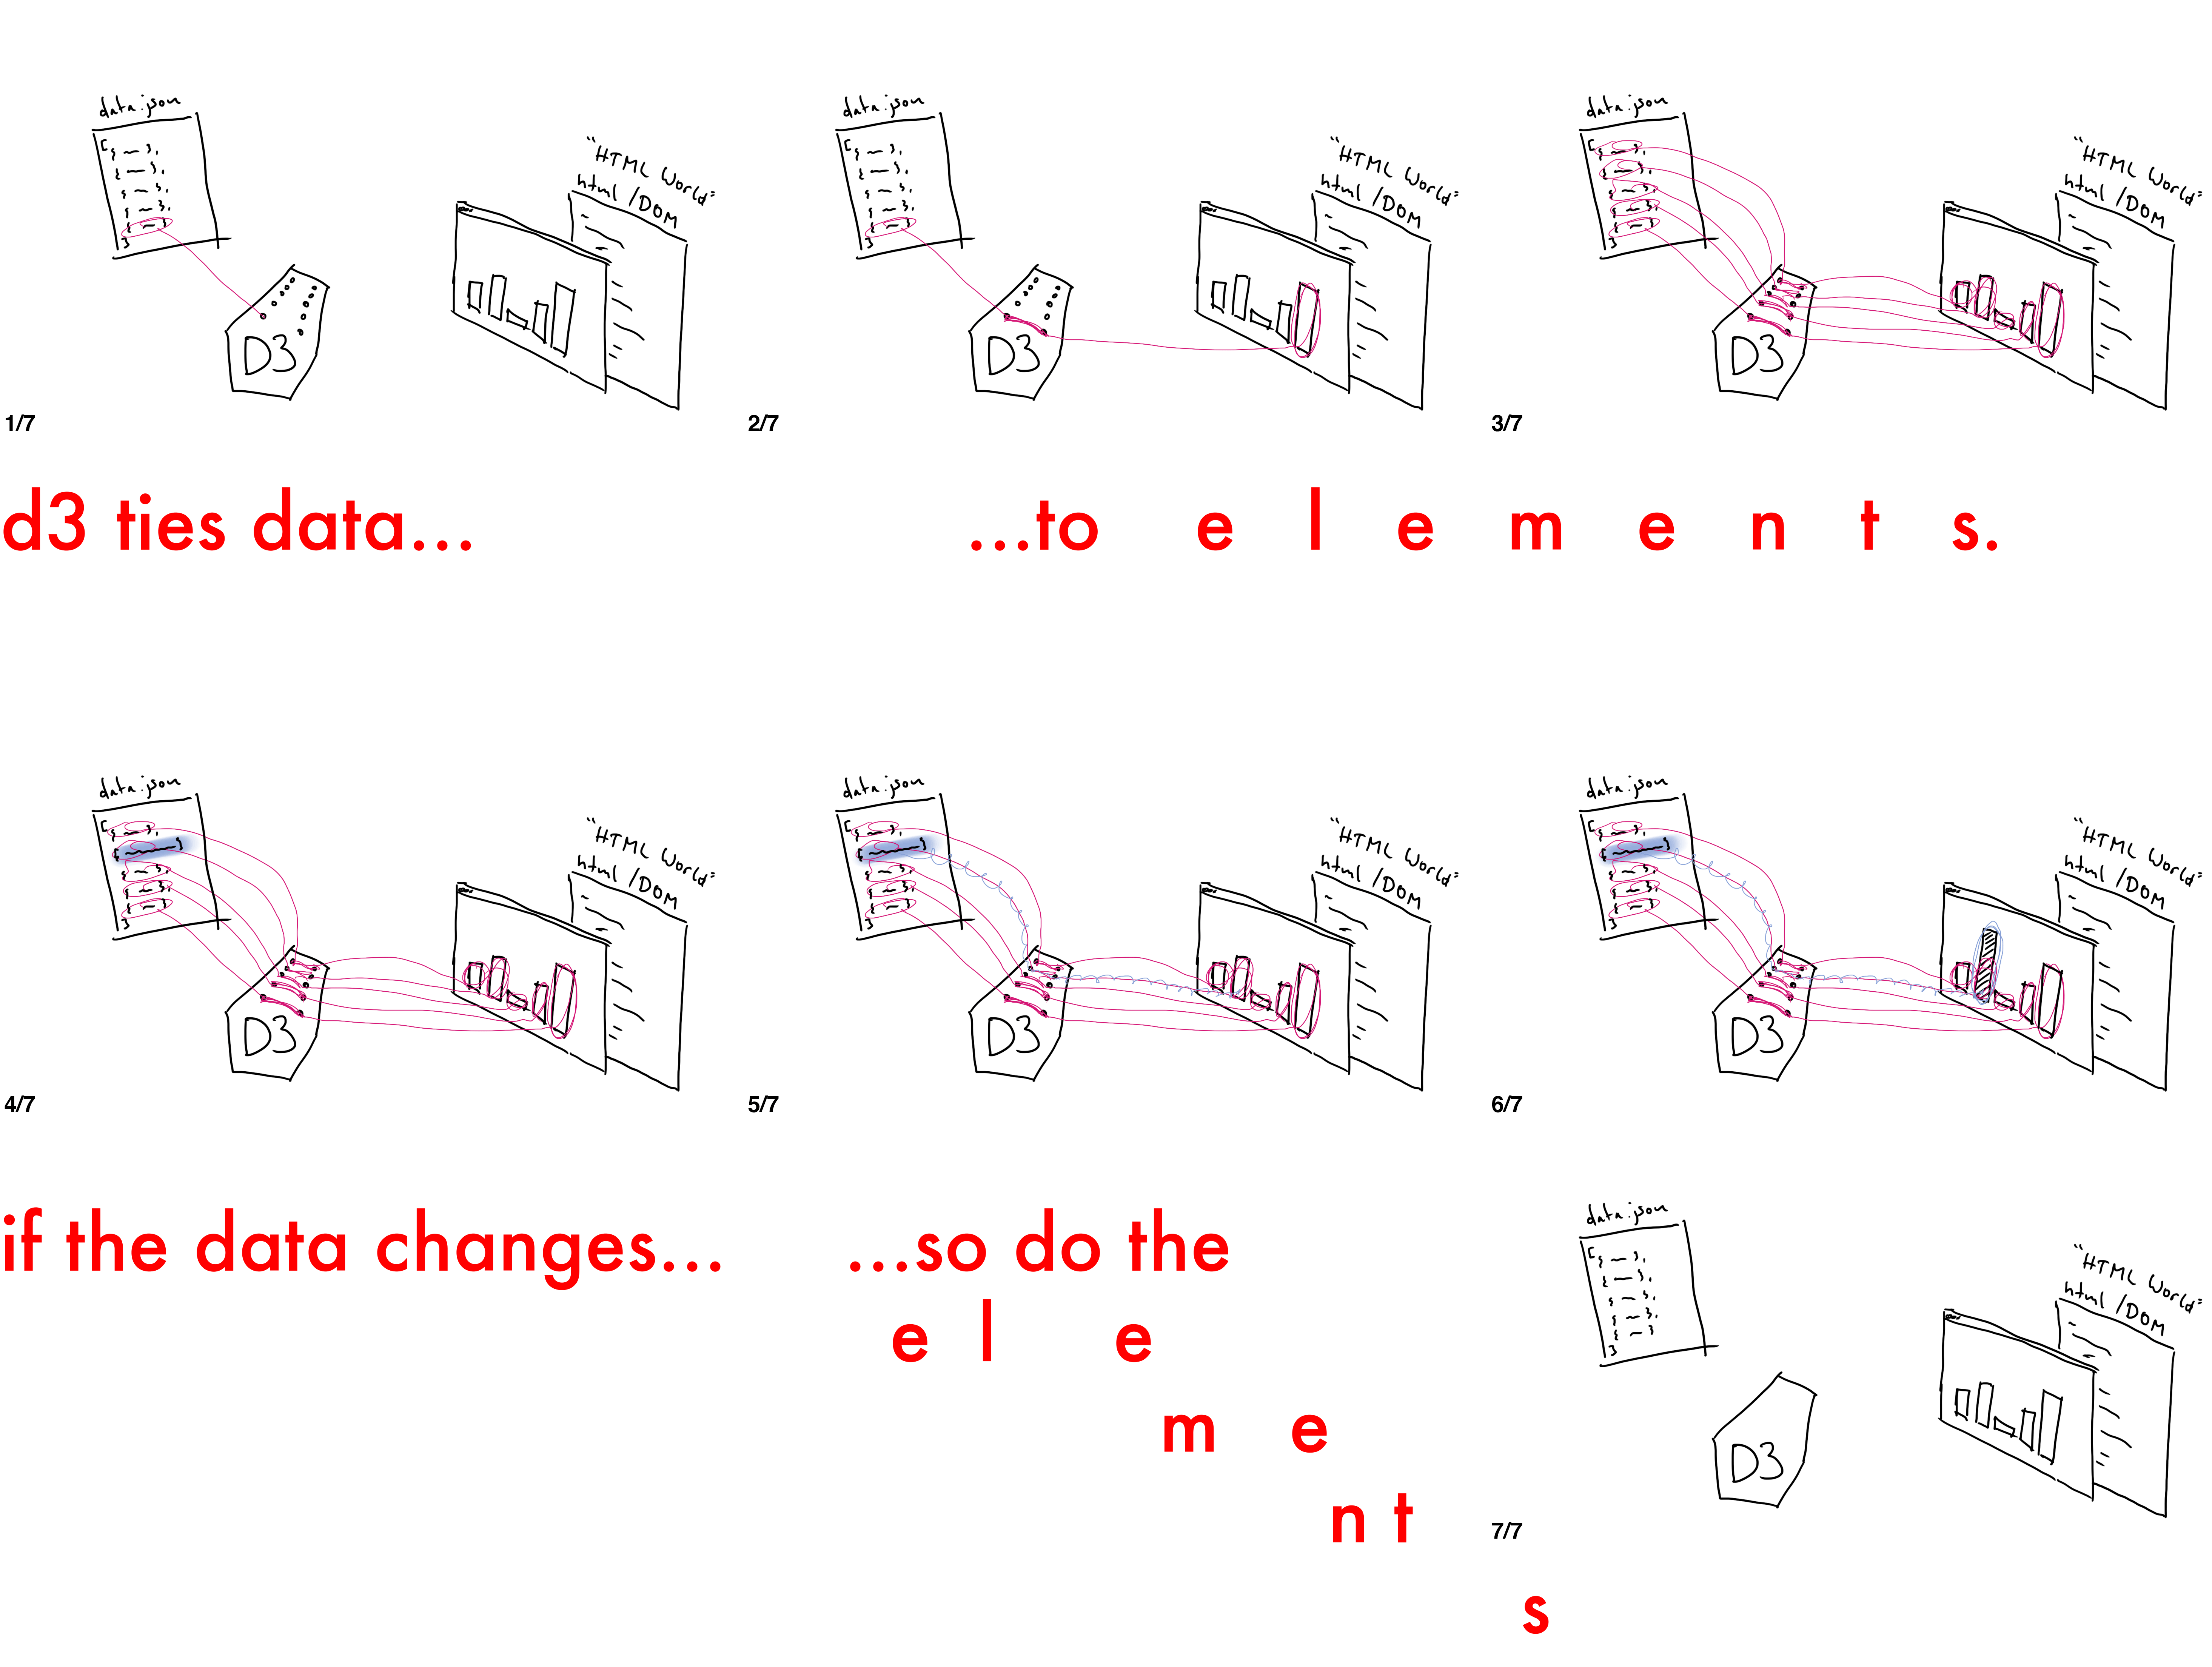 data.json
[{ — },
{ — },
{ — },
{ — },
{ — }
]
D3
"HTML World"
html /DOM
1/7
data.json
[{ — },
{ — },
{ — },
{ — },
{ — }
]
D3
"HTML World"
html /DOM
2/7
data.json
[{ — },
{ — },
{ — },
{ — },
{ — }
]
D3
"HTML World"
html /DOM
3/7
d3 ties data...
...to e l e m e n t s.
data.json
[{ — },
{ — }
{ — },
{ — },
{ — }
]
D3
"HTML World"
html /DOM
4/7
data.json
[{ — },
{ — }
{ — },
{ — },
{ — }
]
D3
"HTML World"
html /DOM
5/7
data.json
[{ — },
{ — }
{ — },
{ — },
{ — }
]
D3
"HTML World"
html /DOM
6/7
if the data changes...
...so do the
e l e
m e
n t
s
data.json
[{ — },
{ — },
{ — },
{ — },
{ — }
]
D3
"HTML World"
html /DOM
7/7